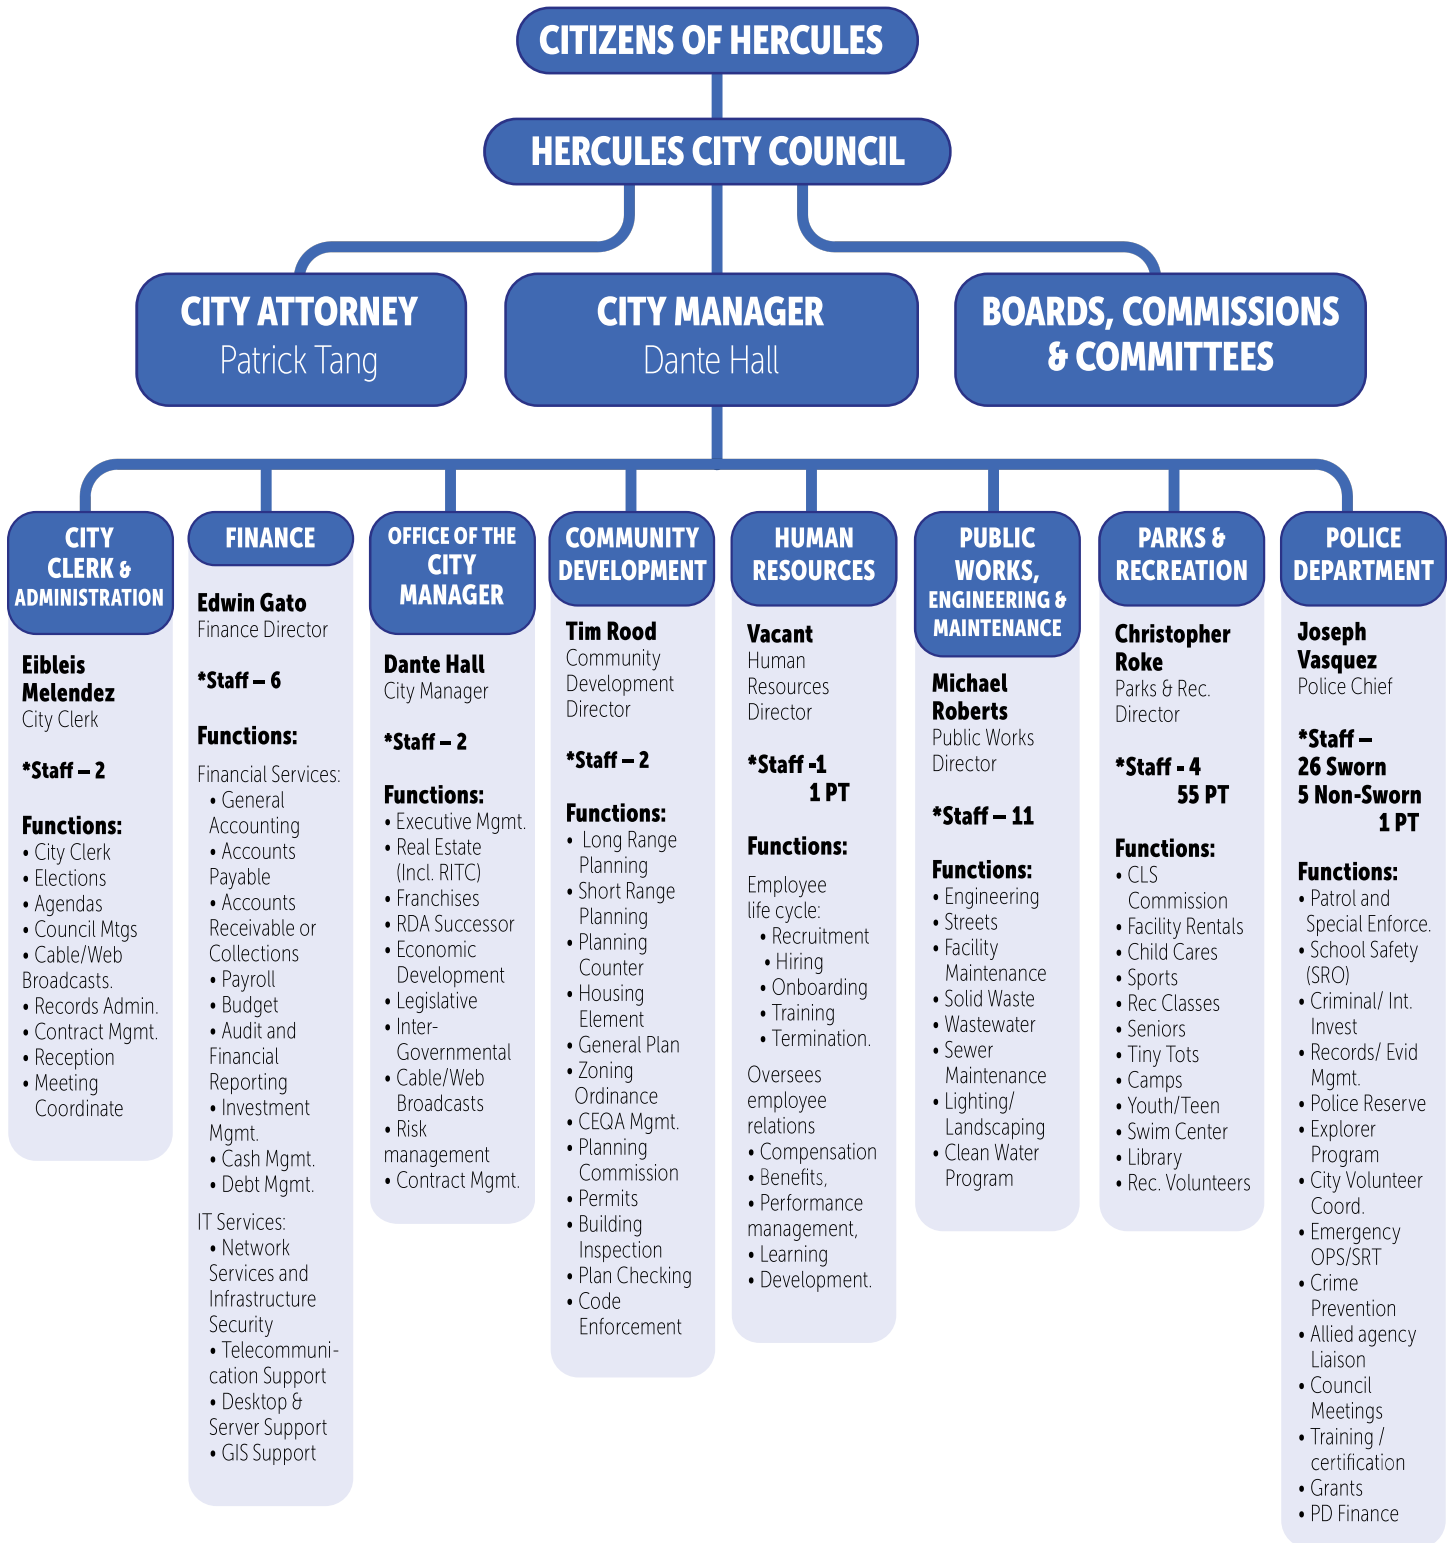 CITIZENS OF HERCULES
HERCULES CITY COUNCIL
CITY ATTORNEY
Patrick Tang
CITY MANAGER
Dante Hall
BOARDS, COMMISSIONS
& COMMITTEES
CITY
CLERK &
ADMINISTRATION
Eibleis
Melendez
City Clerk
*Staff – 2
Functions:
• City Clerk
• Elections
• Agendas
• Council Mtgs
• Cable/Web
Broadcasts.
• Records Admin.
• Contract Mgmt.
• Reception
• Meeting
Coordinate
FINANCE
Edwin Gato
Finance Director
*Staff – 6
Functions:
Financial Services:
• General
Accounting
• Accounts
Payable
• Accounts
Receivable or
Collections
• Payroll
• Budget
• Audit and
Financial
Reporting
• Investment
Mgmt.
• Cash Mgmt.
• Debt Mgmt.
IT Services:
• Network
Services and
Infrastructure
Security
• Telecommuni-
cation Support
• Desktop &
Server Support
• GIS Support
OFFICE OF THE
CITY
MANAGER
Dante Hall
City Manager
*Staff – 2
Functions:
• Executive Mgmt.
• Real Estate
(Incl. RITC)
• Franchises
• RDA Successor
• Economic
Development
• Legislative
• Inter-
Governmental
• Cable/Web
Broadcasts
• Risk
management
• Contract Mgmt.
COMMUNITY
DEVELOPMENT
Tim Rood
Community
Development
Director
*Staff – 2
Functions:
• Long Range
Planning
• Short Range
Planning
• Planning
Counter
• Housing
Element
• General Plan
• Zoning
Ordinance
• CEQA Mgmt.
• Planning
Commission
• Permits
• Building
Inspection
• Plan Checking
• Code
Enforcement
HUMAN
RESOURCES
Vacant
Human
Resources
Director
*Staff -1
1 PT
Functions:
Employee
life cycle:
• Recruitment
• Hiring
• Onboarding
• Training
• Termination.
Oversees
employee
relations
• Compensation
• Benefits,
• Performance
management,
• Learning
• Development.
PUBLIC
WORKS,
ENGINEERING &
MAINTENANCE
Michael
Roberts
Public Works
Director
*Staff – 11
Functions:
• Engineering
• Streets
• Facility
Maintenance
• Solid Waste
• Wastewater
• Sewer
Maintenance
• Lighting/
Landscaping
• Clean Water
Program
PARKS &
RECREATION
Christopher
Roke
Parks & Rec.
Director
*Staff - 4
55 PT
Functions:
• CLS
Commission
• Facility Rentals
• Child Cares
• Sports
• Rec Classes
• Seniors
• Tiny Tots
• Camps
• Youth/Teen
• Swim Center
• Library
• Rec. Volunteers
POLICE
DEPARTMENT
Joseph
Vasquez
Police Chief
*Staff –
26 Sworn
5 Non-Sworn
1 PT
Functions:
• Patrol and
Special Enforce.
• School Safety
(SRO)
• Criminal/ Int.
Invest
• Records/ Evid
Mgmt.
• Police Reserve
• Explorer
Program
• City Volunteer
Coord.
• Emergency
OPS/SRT
• Crime
Prevention
• Allied agency
Liaison
• Council
Meetings
• Training /
certification
• Grants
• PD Finance